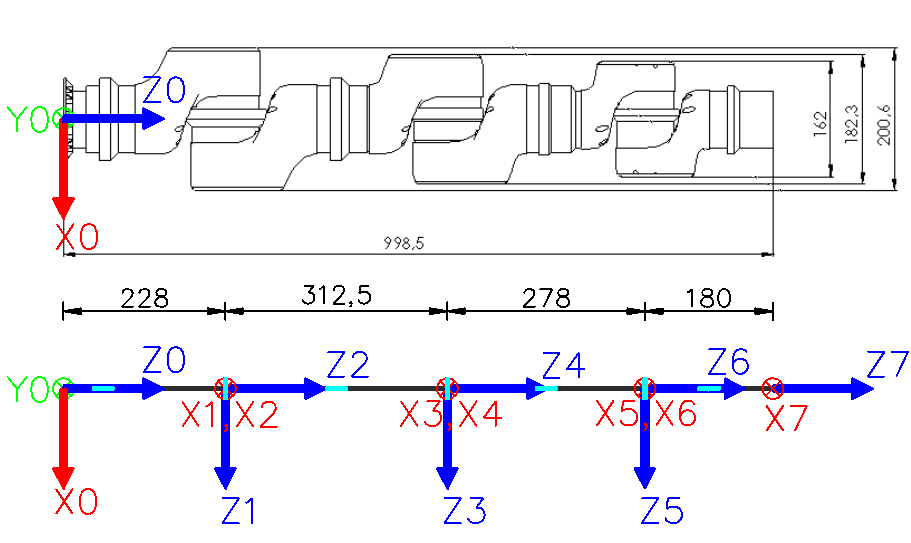 Z0
Y0
X0
162
182,3
200,6
998,5
228
312,5
278
180
Z0
Z2
Z4
Z6
Z7
Y0
X1,X2
X3,X4
X5,X6
X7
X0
Z1
Z3
Z5